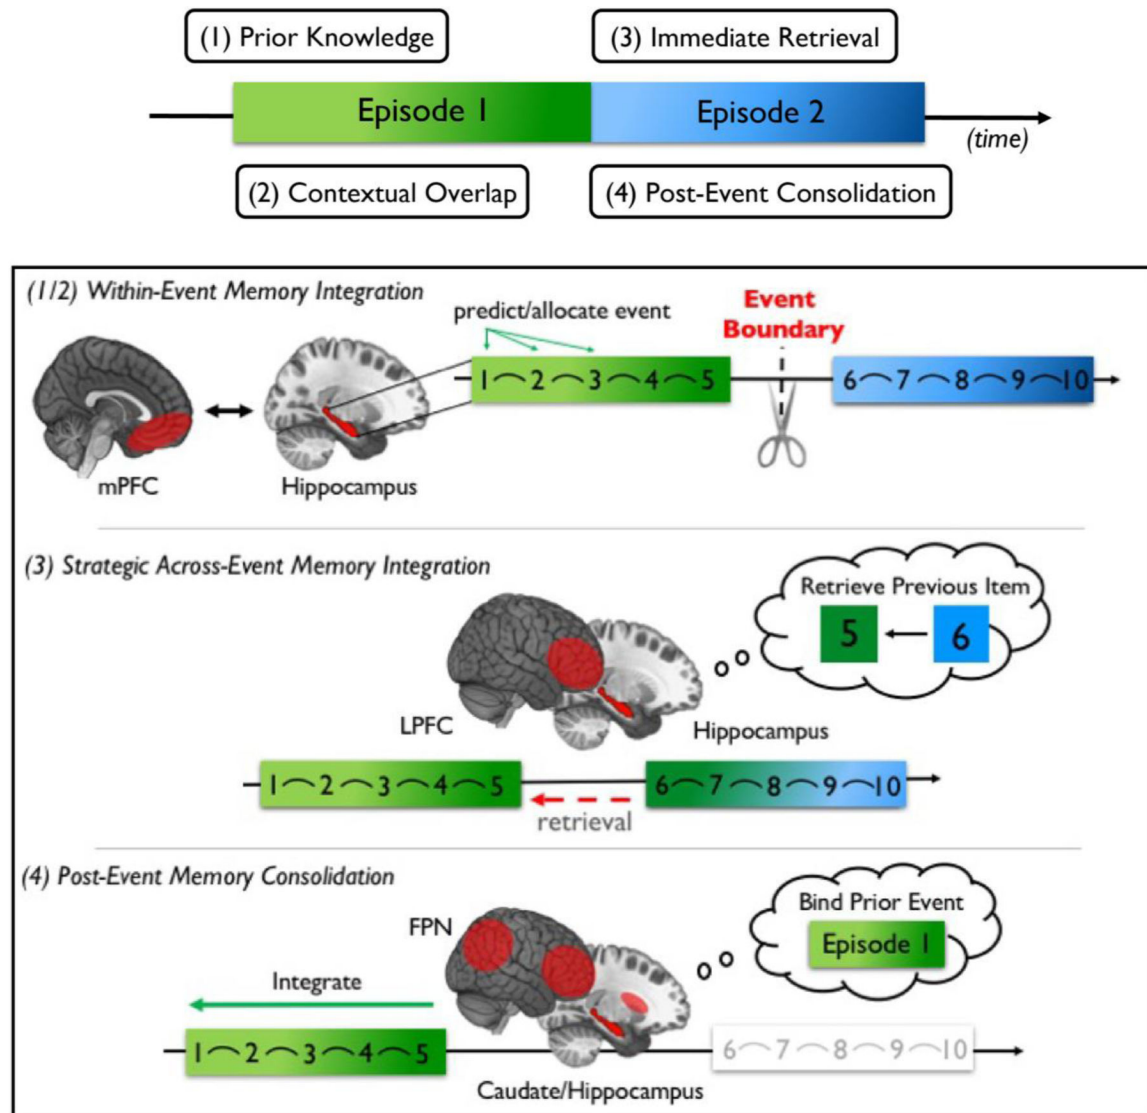 (1) Prior Knowledge
(3) Immediate Retrieval
Episode 1
Episode 2
(time)
(2) Contextual Overlap
(4) Post-Event Consolidation
(1/2) Within-Event Memory Integration
predict/allocate event
Event
Boundary
1 2 3 4 5
6 7 8 9 10
mPFC
Hippocampus
(3) Strategic Across-Event Memory Integration
Retrieve Previous Item
5
6
LPFC
Hippocampus
1 2 3 4 5
6 7 8 9 10
retrieval
(4) Post-Event Memory Consolidation
FPN
Bind Prior Event
Episode 1
Integrate
1 2 3 4 5
6 7 8 9 10
Caudate/Hippocampus